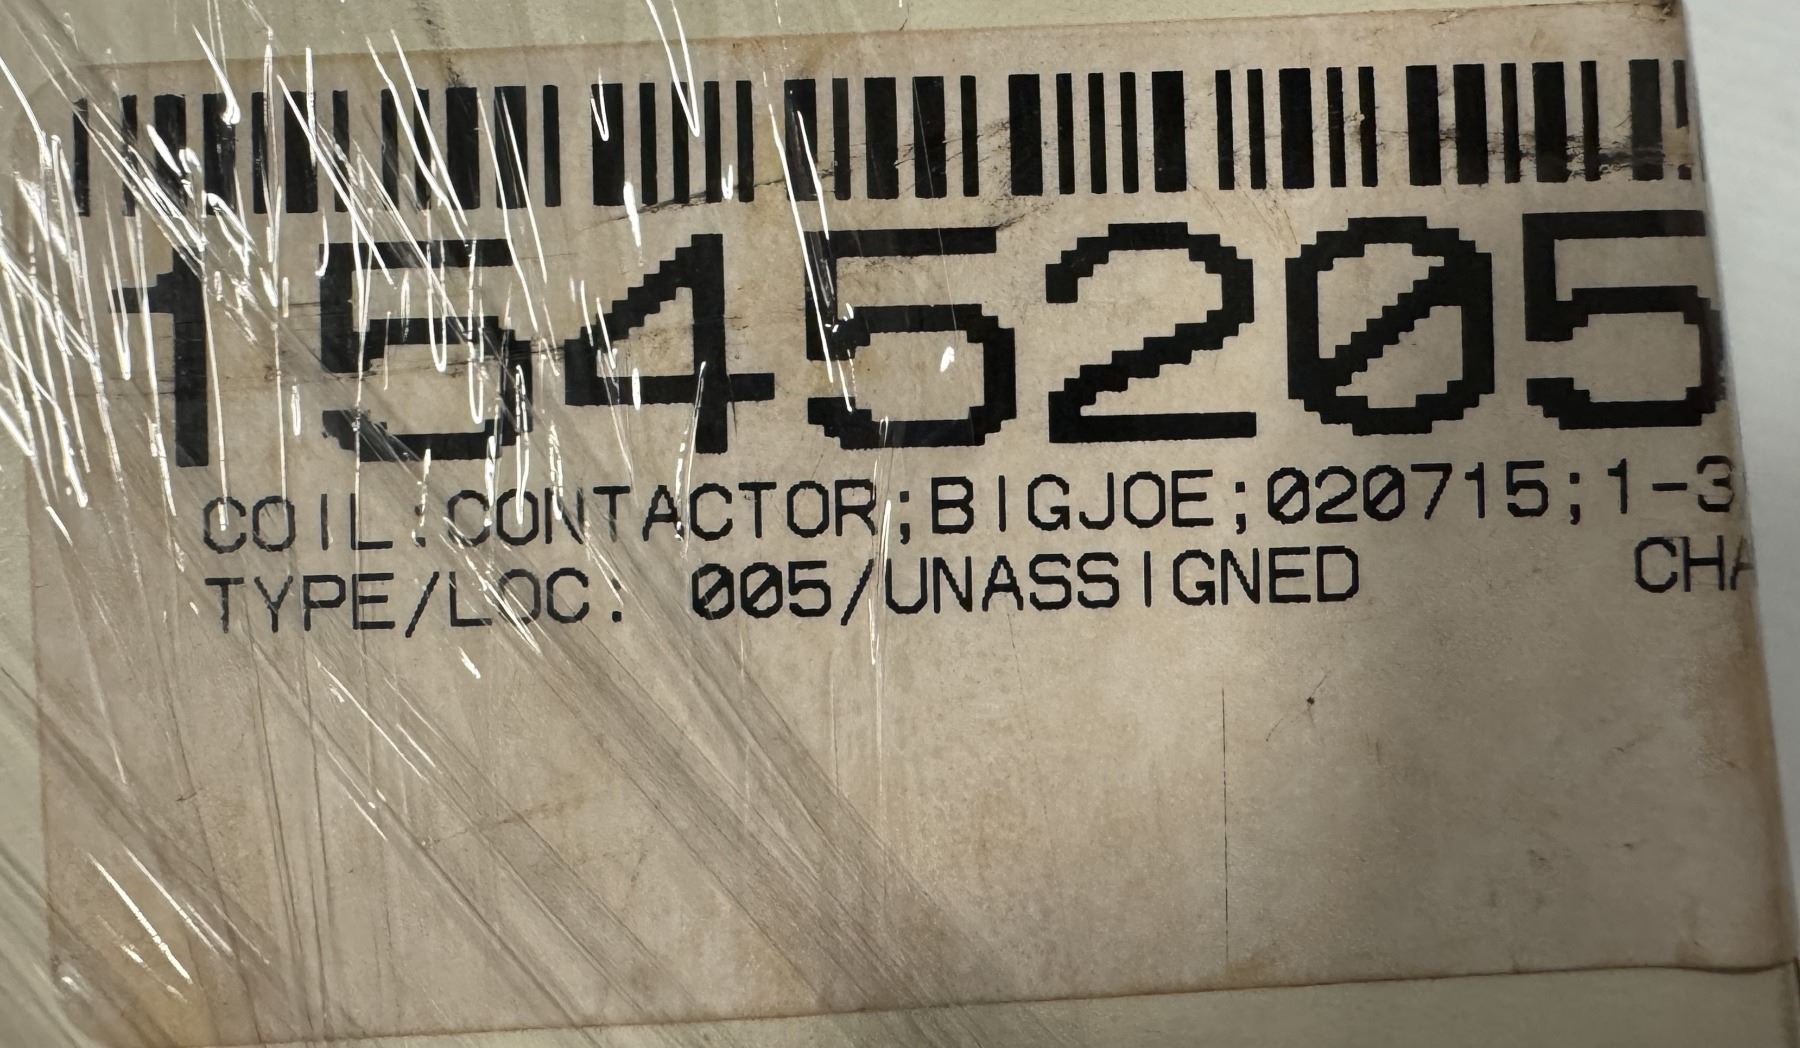 1545205
COIL:CONTACTOR;BIGJOE;020715;1-3
TYPE/LOC: 005/UNASSIGNED CHA